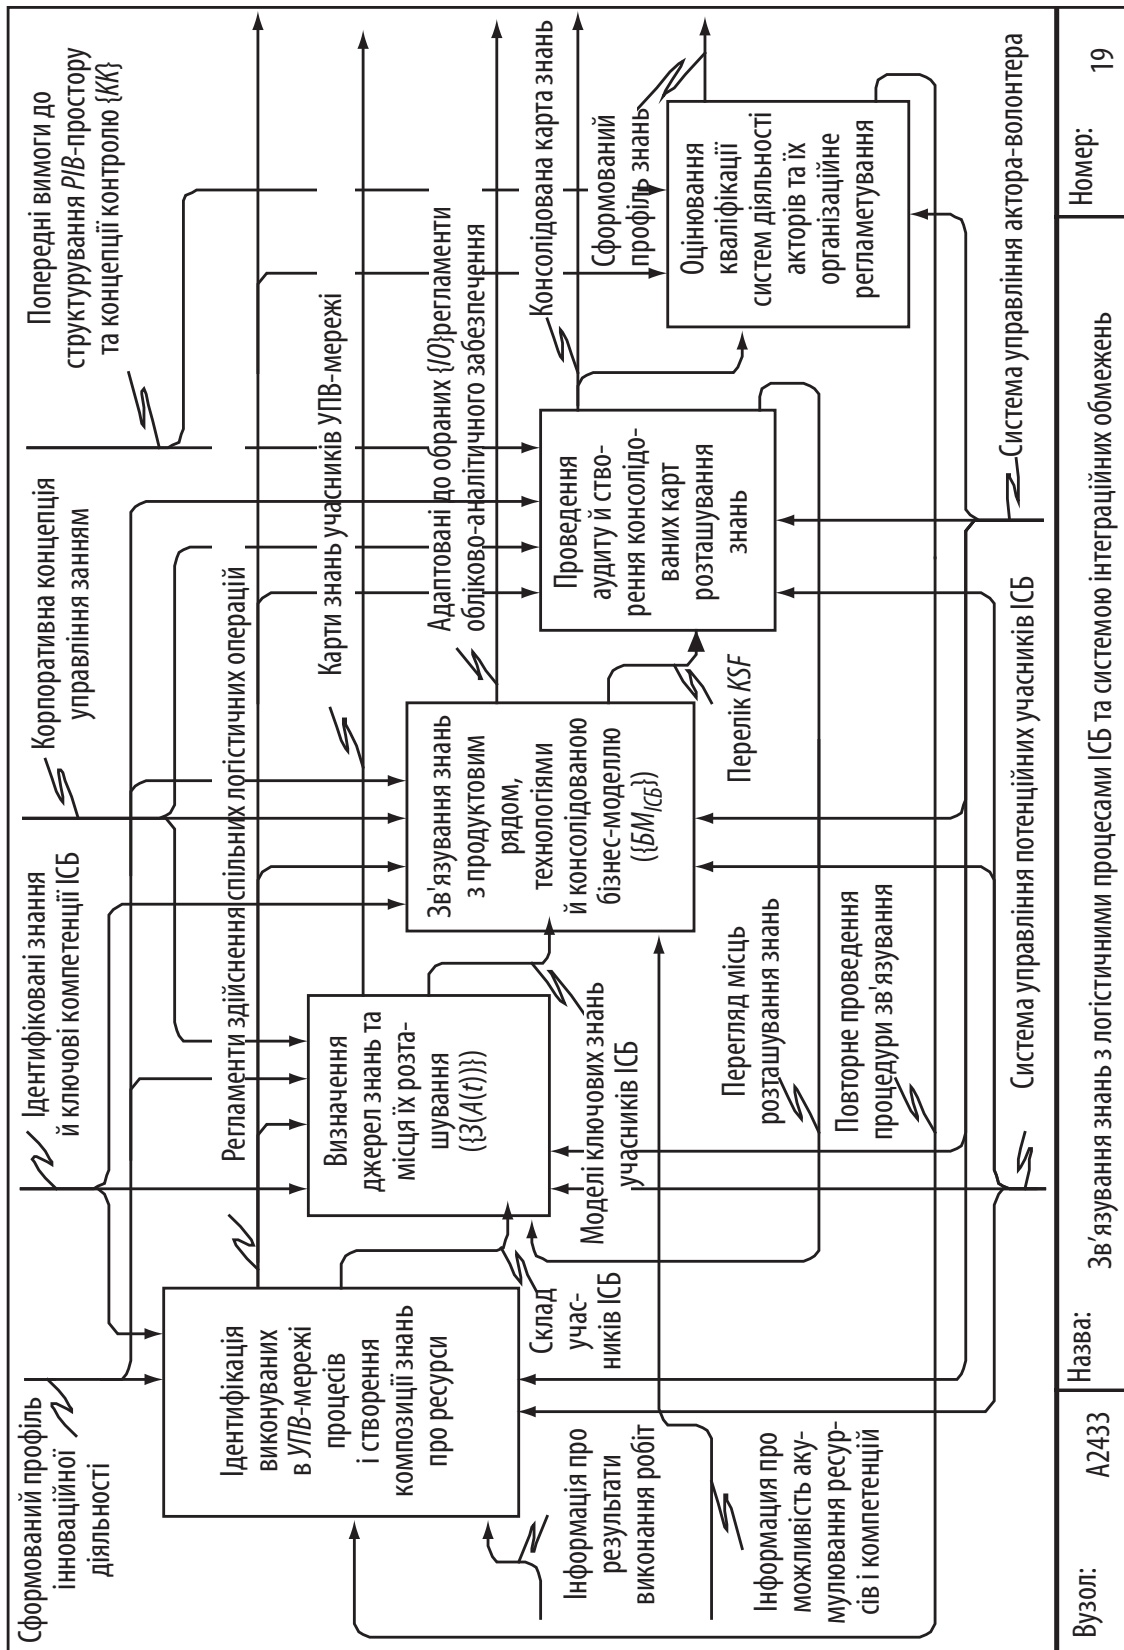 Сформований профіль
інноваційної
діяльності
Ідентифіковані знання
й ключові компетенції ІСБ
Корпоративна концепція
управління занням
Попередні вимоги до
структурування РІВ-простору
та концепції контролю {КК}
Регламенти здійснення спільних логістичних операцій
Карти знань учасників УПВ-мережі
Адаптовані до обраних {ІО}регламенти
обліково-аналітичного забезпечення
Консолідована карта знань
Сформований
профіль знань
Ідентифікація
виконуваних
в УПВ-мережі
процесів
і створення
композиції знань
про ресурси
Визначення
джерел знань та
місця їх розта-
шування
({З(А(t))})
Зв'язування знань
з продуктовим
рядом,
технологіями
й консолідованою
бізнес-моделлю
({БМІСБ})
Проведення
аудиту й ство-
рення консолідо-
ваних карт
розташування
знань
Оцінювання
кваліфікації
систем діяльності
акторів та їх
організаційне
регламетування
Склад
учас-
ників ІСБ
Моделі ключових знань
учасників ІСБ
Перелік KSF
Інформація про
результати
виконання робіт
Інформация про
можливість аку-
мулювання ресур-
сів і компетенцій
Перегляд місць
розташування знань
Повторне проведення
процедури зв'язування
Система управління потенційних учасників ІСБ
Система управління актора-волонтера
Вузол:
А2433
Назва:
Зв'язування знань з логістичними процесами ІСБ та системою інтеграційних обмежень
Номер:
19